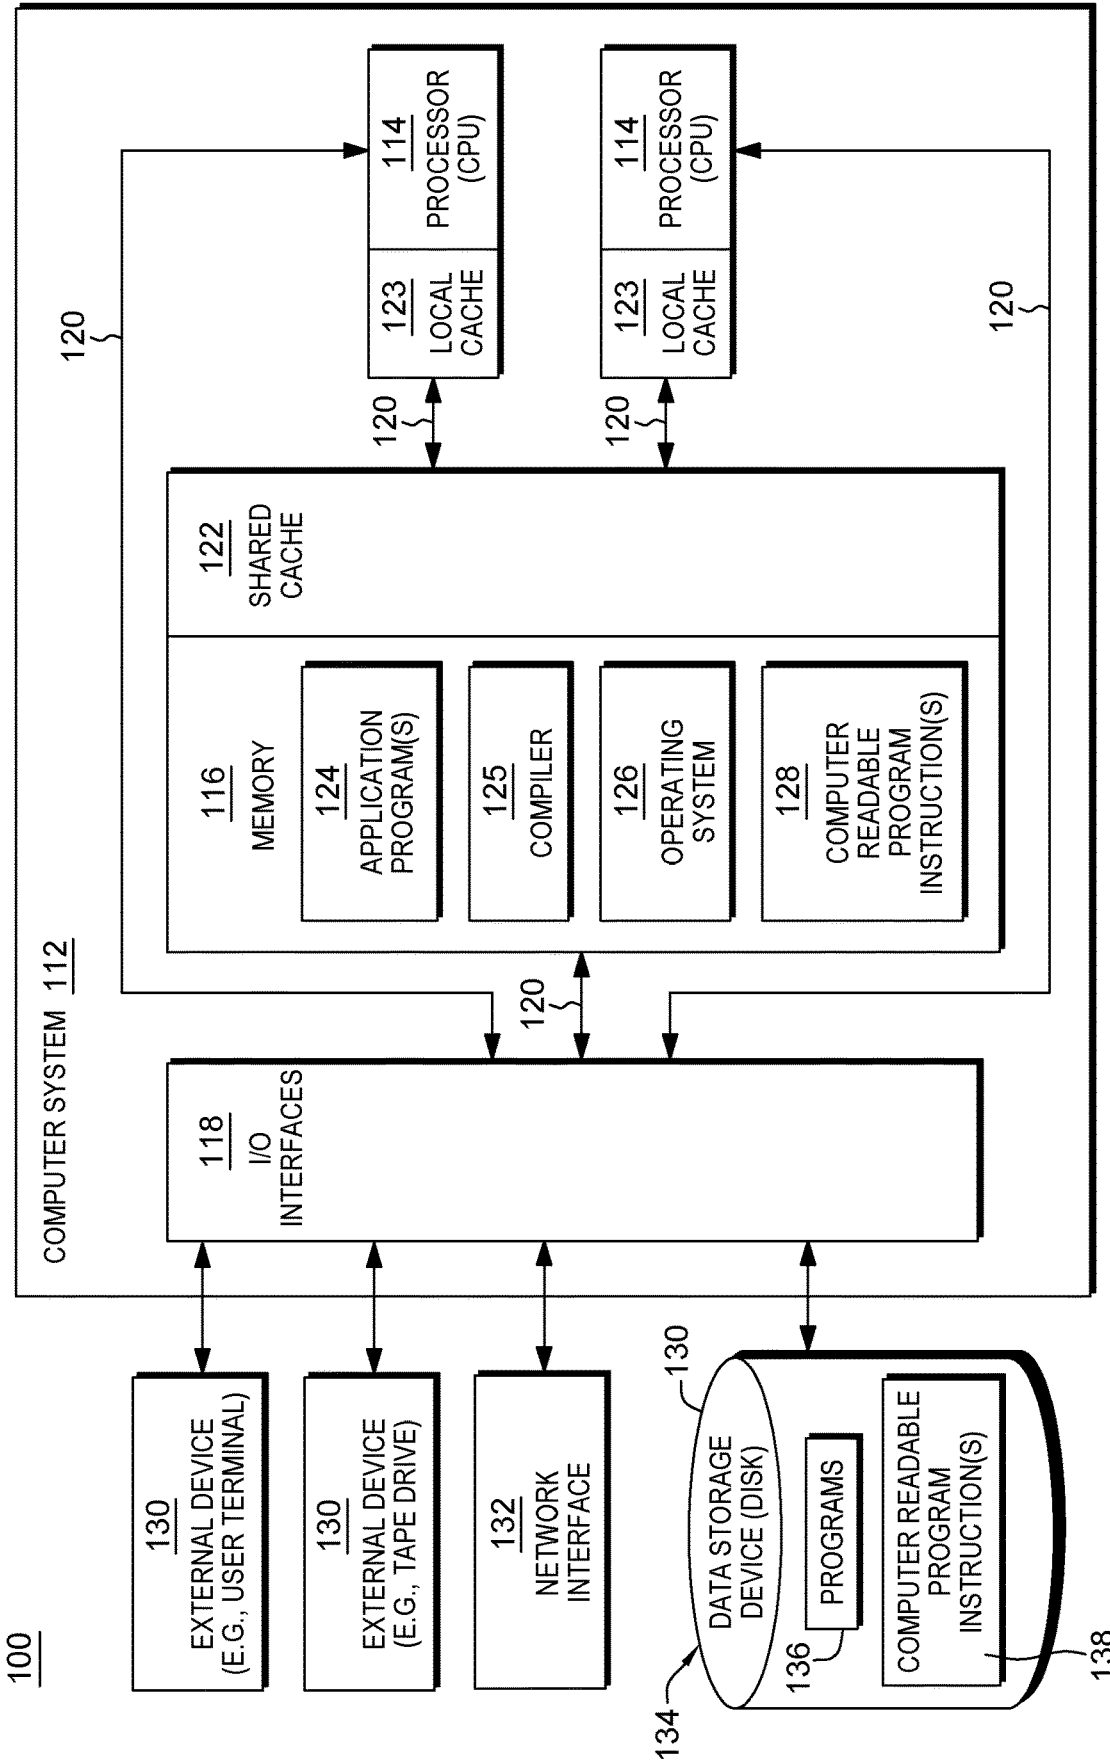 100
COMPUTER SYSTEM 112
130
EXTERNAL DEVICE
(E.G., USER TERMINAL)
130
EXTERNAL DEVICE
(E.G., TAPE DRIVE)
132
NETWORK
INTERFACE
134
130
DATA STORAGE
DEVICE (DISK)
136
PROGRAMS
COMPUTER READABLE
PROGRAM
INSTRUCTION(S)
138
118
I/O
INTERFACES
120
120
120
116
MEMORY
124
APPLICATION
PROGRAM(S)
125
COMPILER
126
OPERATING
SYSTEM
128
COMPUTER
READABLE
PROGRAM
INSTRUCTION(S)
122
SHARED
CACHE
120
120
123
LOCAL
CACHE
114
PROCESSOR
(CPU)
123
LOCAL
CACHE
114
PROCESSOR
(CPU)